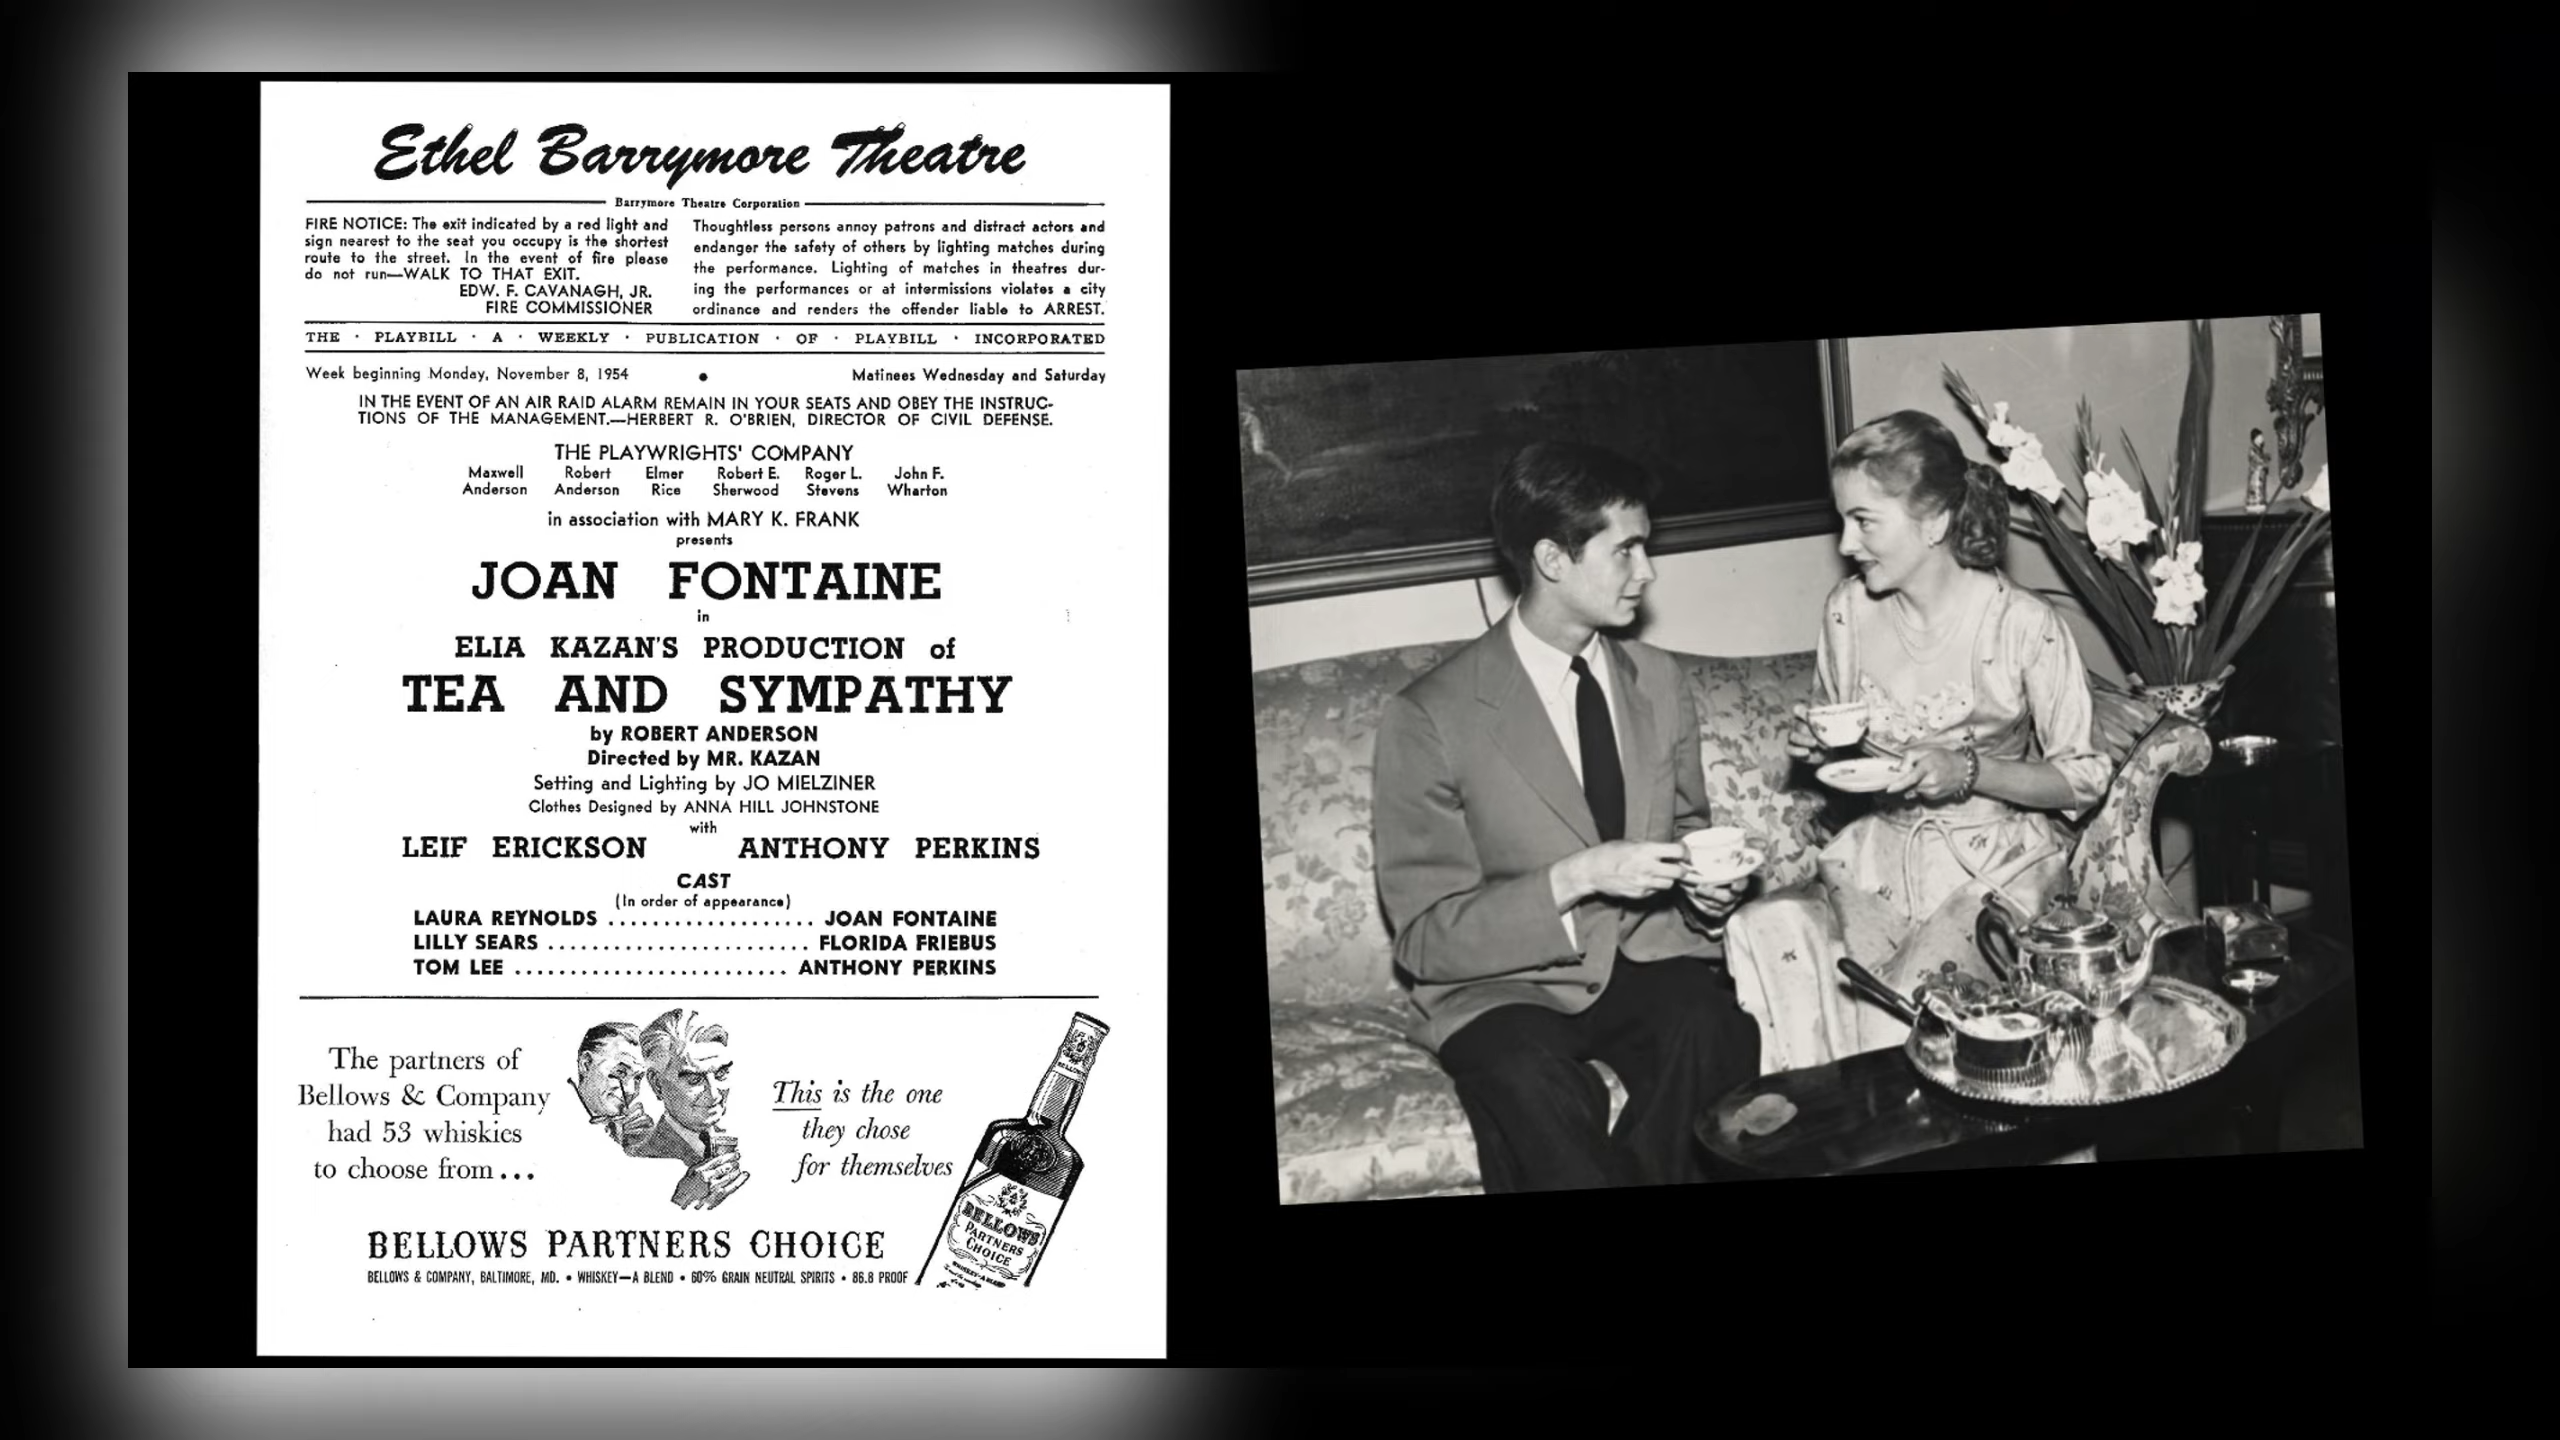 Ethel Barrymore Theatre
Barrymore Theatre Corporation
FIRE NOTICE: The exit indicated by a red light and
sign nearest to the seat you occupy is the shortest
route to the street. In the event of fire please
do not run—WALK TO THAT EXIT.
EDW. F. CAVANAGH, JR.
FIRE COMMISSIONER
Thoughtless persons annoy patrons and distract actors and
endanger the safety of others by lighting matches during
the performance. Lighting of matches in theatres dur-
ing the performances or at intermissions violates a city
ordinance and renders the offender liable to ARREST.
THE · PLAYBILL · A · WEEKLY · PUBLICATION · OF · PLAYBILL · INCORPORATED
Week beginning Monday, November 8, 1954 • Matinees Wednesday and Saturday
IN THE EVENT OF AN AIR RAID ALARM REMAIN IN YOUR SEATS AND OBEY THE INSTRUC-
TIONS OF THE MANAGEMENT.—HERBERT R. O'BRIEN, DIRECTOR OF CIVIL DEFENSE.
THE PLAYWRIGHTS' COMPANY
Maxwell Robert Elmer Robert E. Roger L. John F.
Anderson Anderson Rice Sherwood Stevens Wharton
in association with MARY K. FRANK
presents
JOAN FONTAINE
in
ELIA KAZAN'S PRODUCTION of
TEA AND SYMPATHY
by ROBERT ANDERSON
Directed by MR. KAZAN
Setting and Lighting by JO MIELZINER
Clothes Designed by ANNA HILL JOHNSTONE
with
LEIF ERICKSON ANTHONY PERKINS
CAST
(In order of appearance)
LAURA REYNOLDS .................. JOAN FONTAINE
LILLY SEARS ....................... FLORIDA FRIEBUS
TOM LEE ........................ ANTHONY PERKINS
The partners of
Bellows & Company
had 53 whiskies
to choose from...
This is the one
they chose
for themselves
BELLOWS
BELLOWS
PARTNERS
CHOICE
BELLOWS PARTNERS CHOICE
BELLOWS & COMPANY, BALTIMORE, MD. • WHISKEY—A BLEND • 60% GRAIN NEUTRAL SPIRITS • 86.8 PROOF